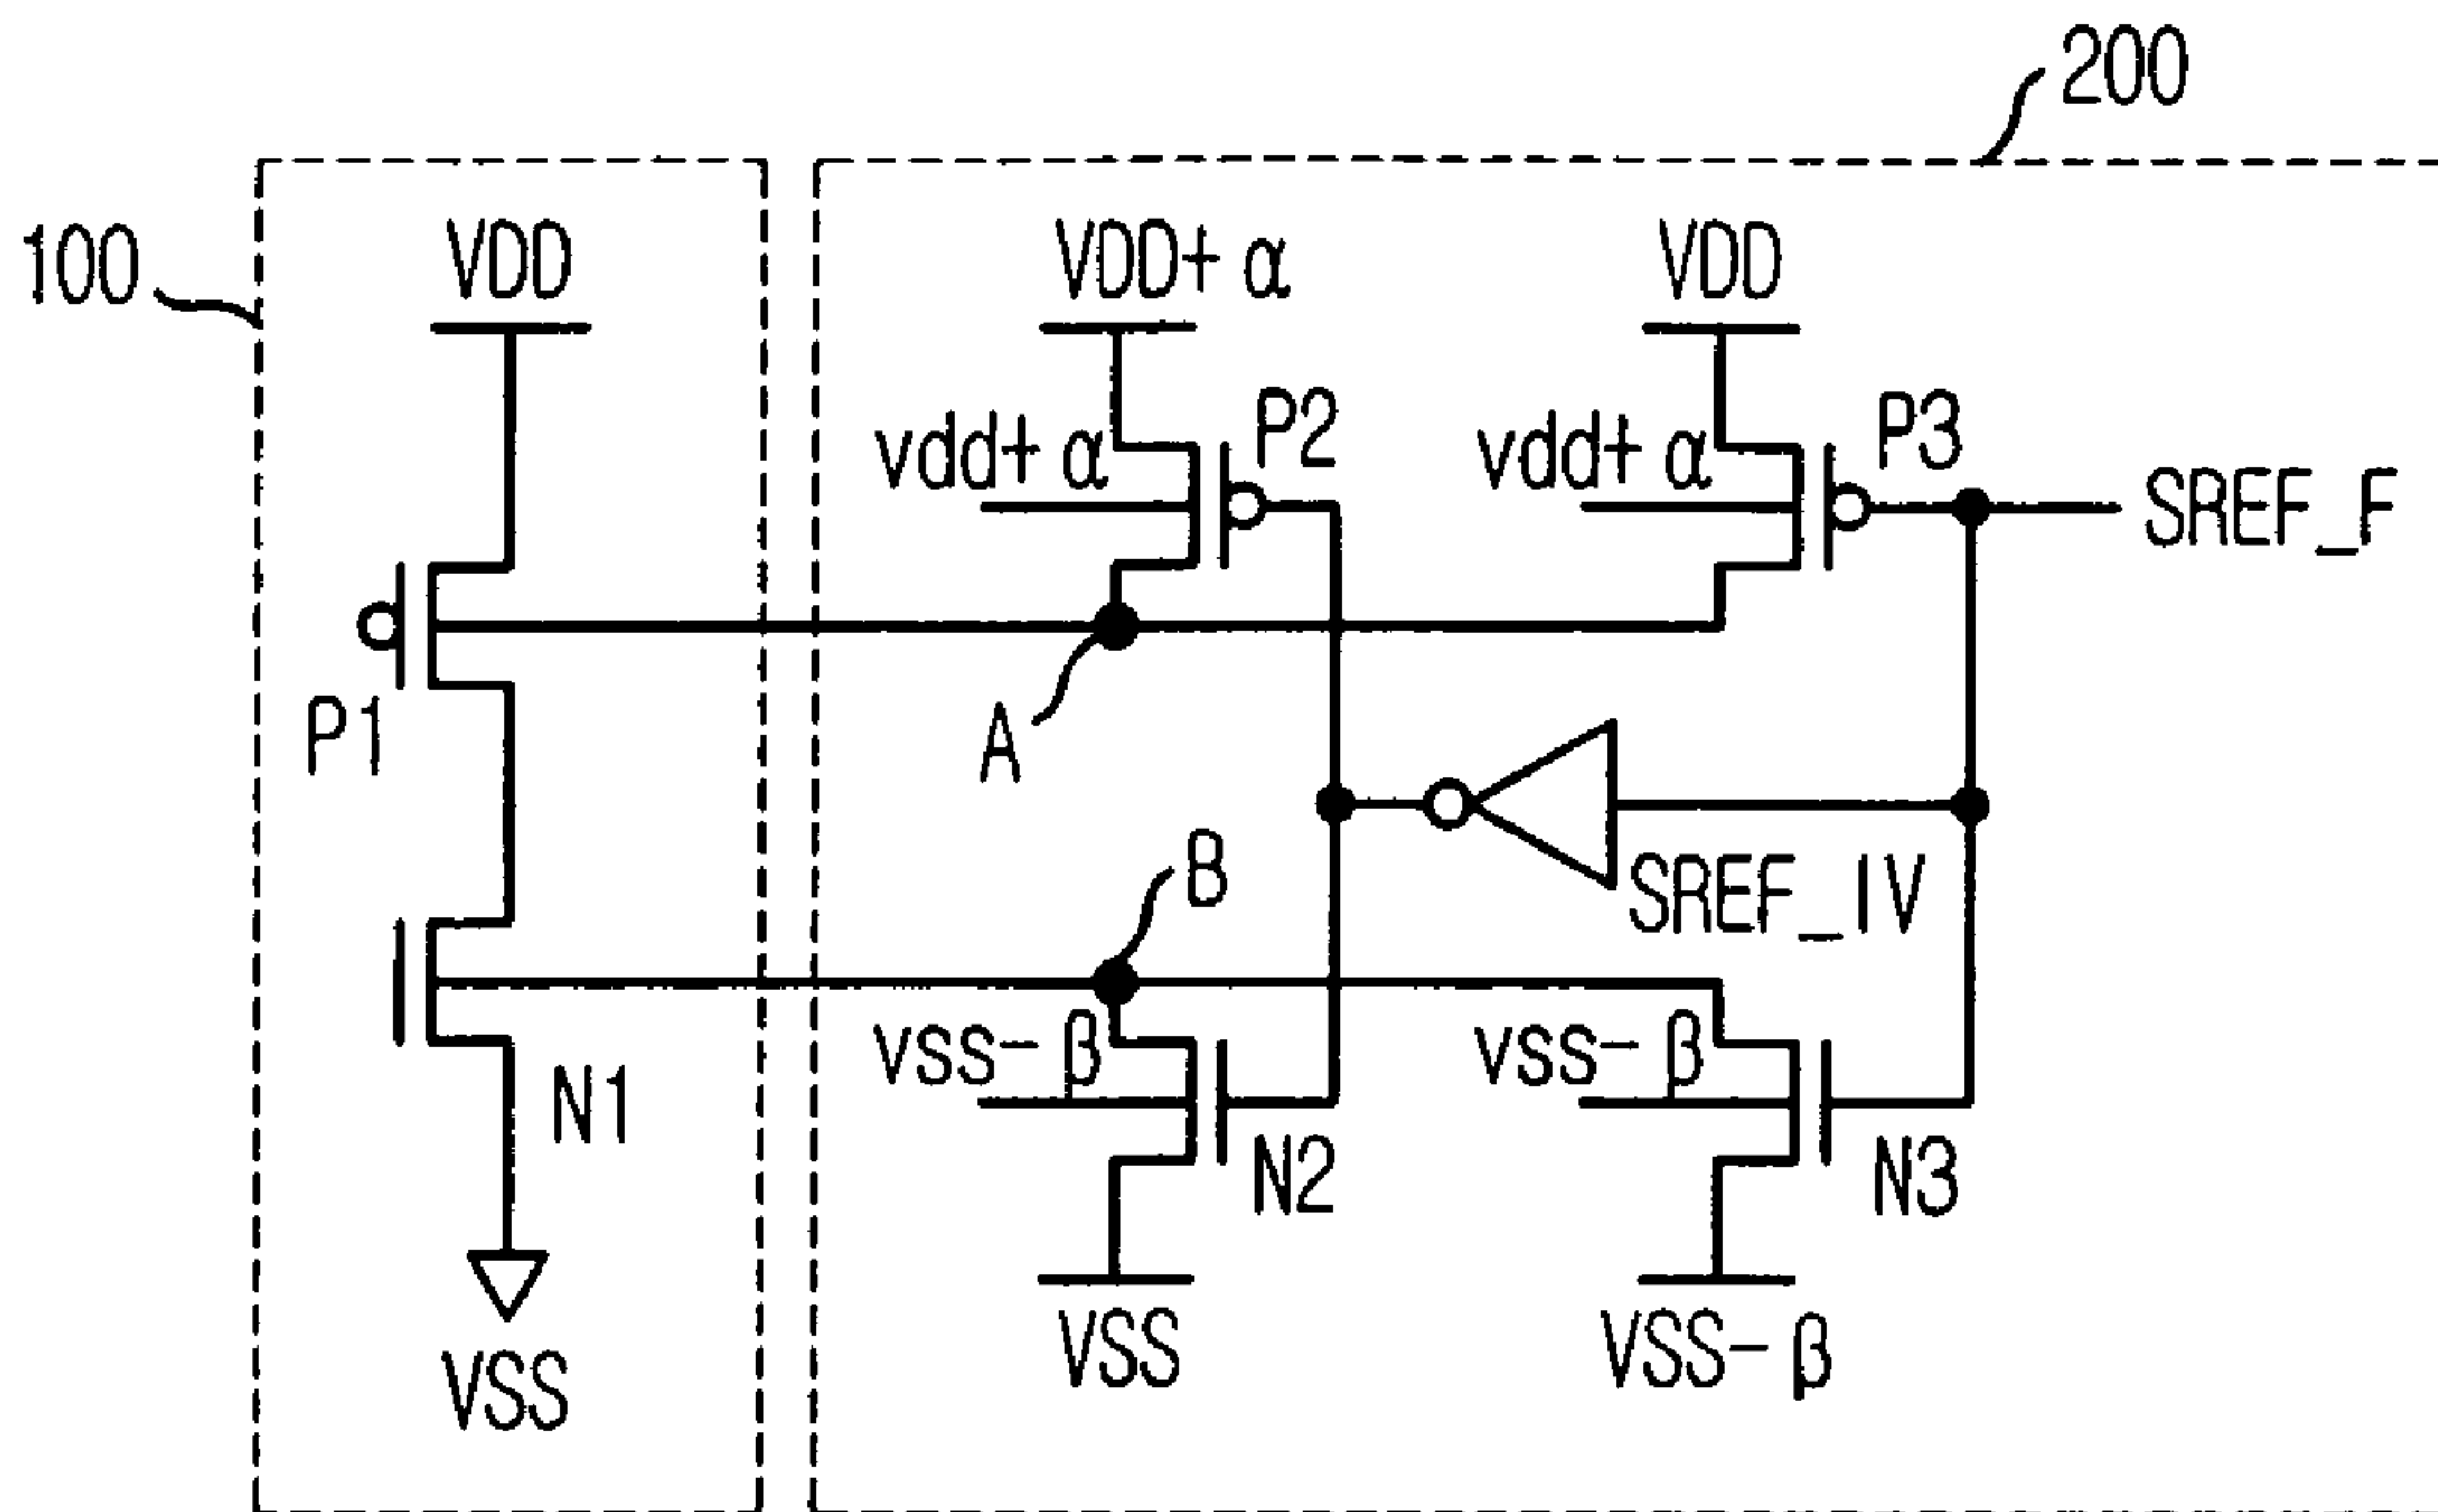 200
100
VDD
VDD+ α
VDD
vdd+ α
P2
vdd+ α
P3
SREF_F
P1
A
B
SREF_IV
vss- β
vss- β
N1
N2
N3
VSS
VSS- β
VSS